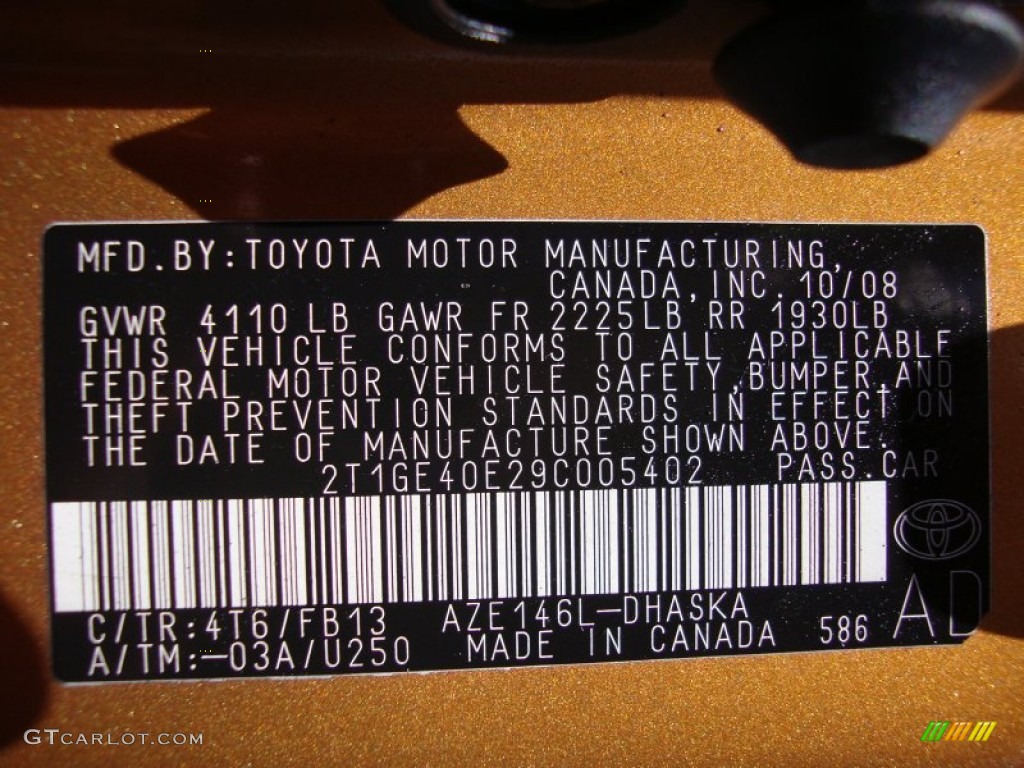 MFD.BY:TOYOTA MOTOR MANUFACTURING,
CANADA,INC. 10/08
GVWR 4110 LB GAWR FR 2225LB RR 1930LB
THIS VEHICLE CONFORMS TO ALL APPLICABLE
FEDERAL MOTOR VEHICLE SAFETY,BUMPER,AND
THEFT PREVENTION STANDARDS IN EFFECT ON
THE DATE OF MANUFACTURE SHOWN ABOVE.
2T1GE40E29C005402 PASS.CAR
C/TR:4T6/FB13 AZE146L-DHASKA
A/TM:-03A/U250 MADE IN CANADA 586 AD
GTCARLOT.COM